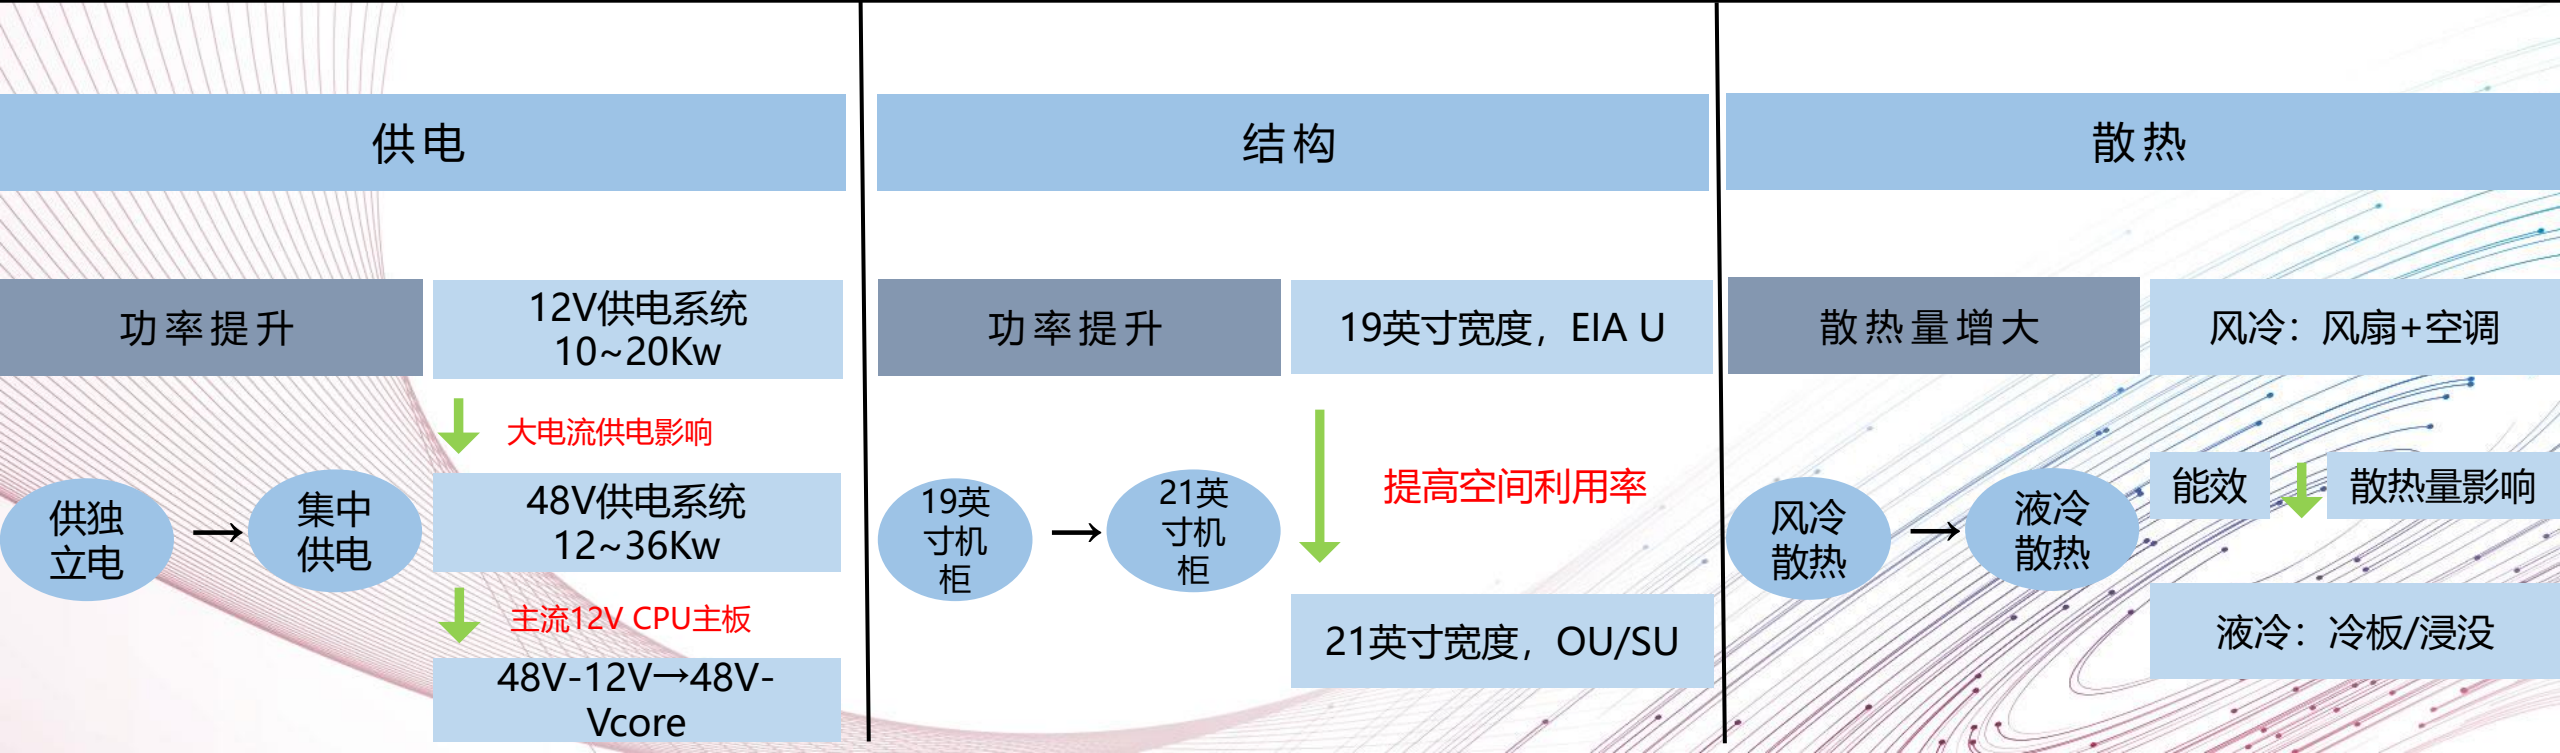 供电
功率提升
12V供电系统
10~20Kw
大电流供电影响
供独
立电
→
集中
供电
48V供电系统
12~36Kw
主流12V CPU主板
48V-12V→48V-
Vcore
结构
功率提升
19英寸宽度，EIA U
提高空间利用率
19英
寸机
柜
→
21英
寸机
柜
21英寸宽度，OU/SU
散热
散热量增大
风冷：风扇+空调
风冷
散热
→
液冷
散热
能效
散热量影响
液冷：冷板/浸没